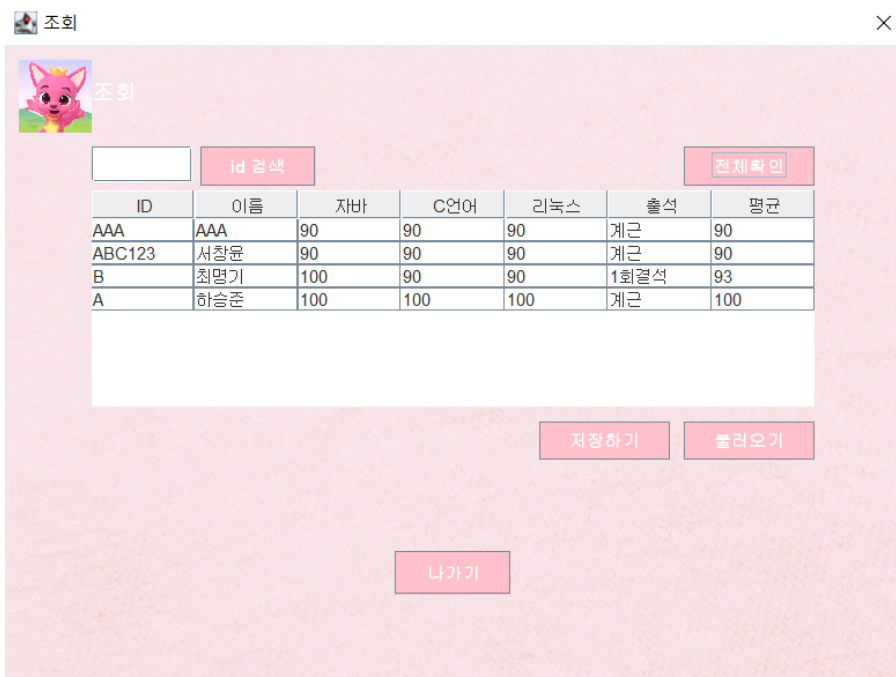 조회
조회
id 검색 전체확인
ID 이름 자바 C언어 리눅스 출석 평균
AAA AAA 90 90 90 계근 90
ABC123 서창윤 90 90 90 계근 90
B 최명기 100 90 90 1회결석 93
A 하승준 100 100 100 계근 100
저장하기 불러오기
나가기